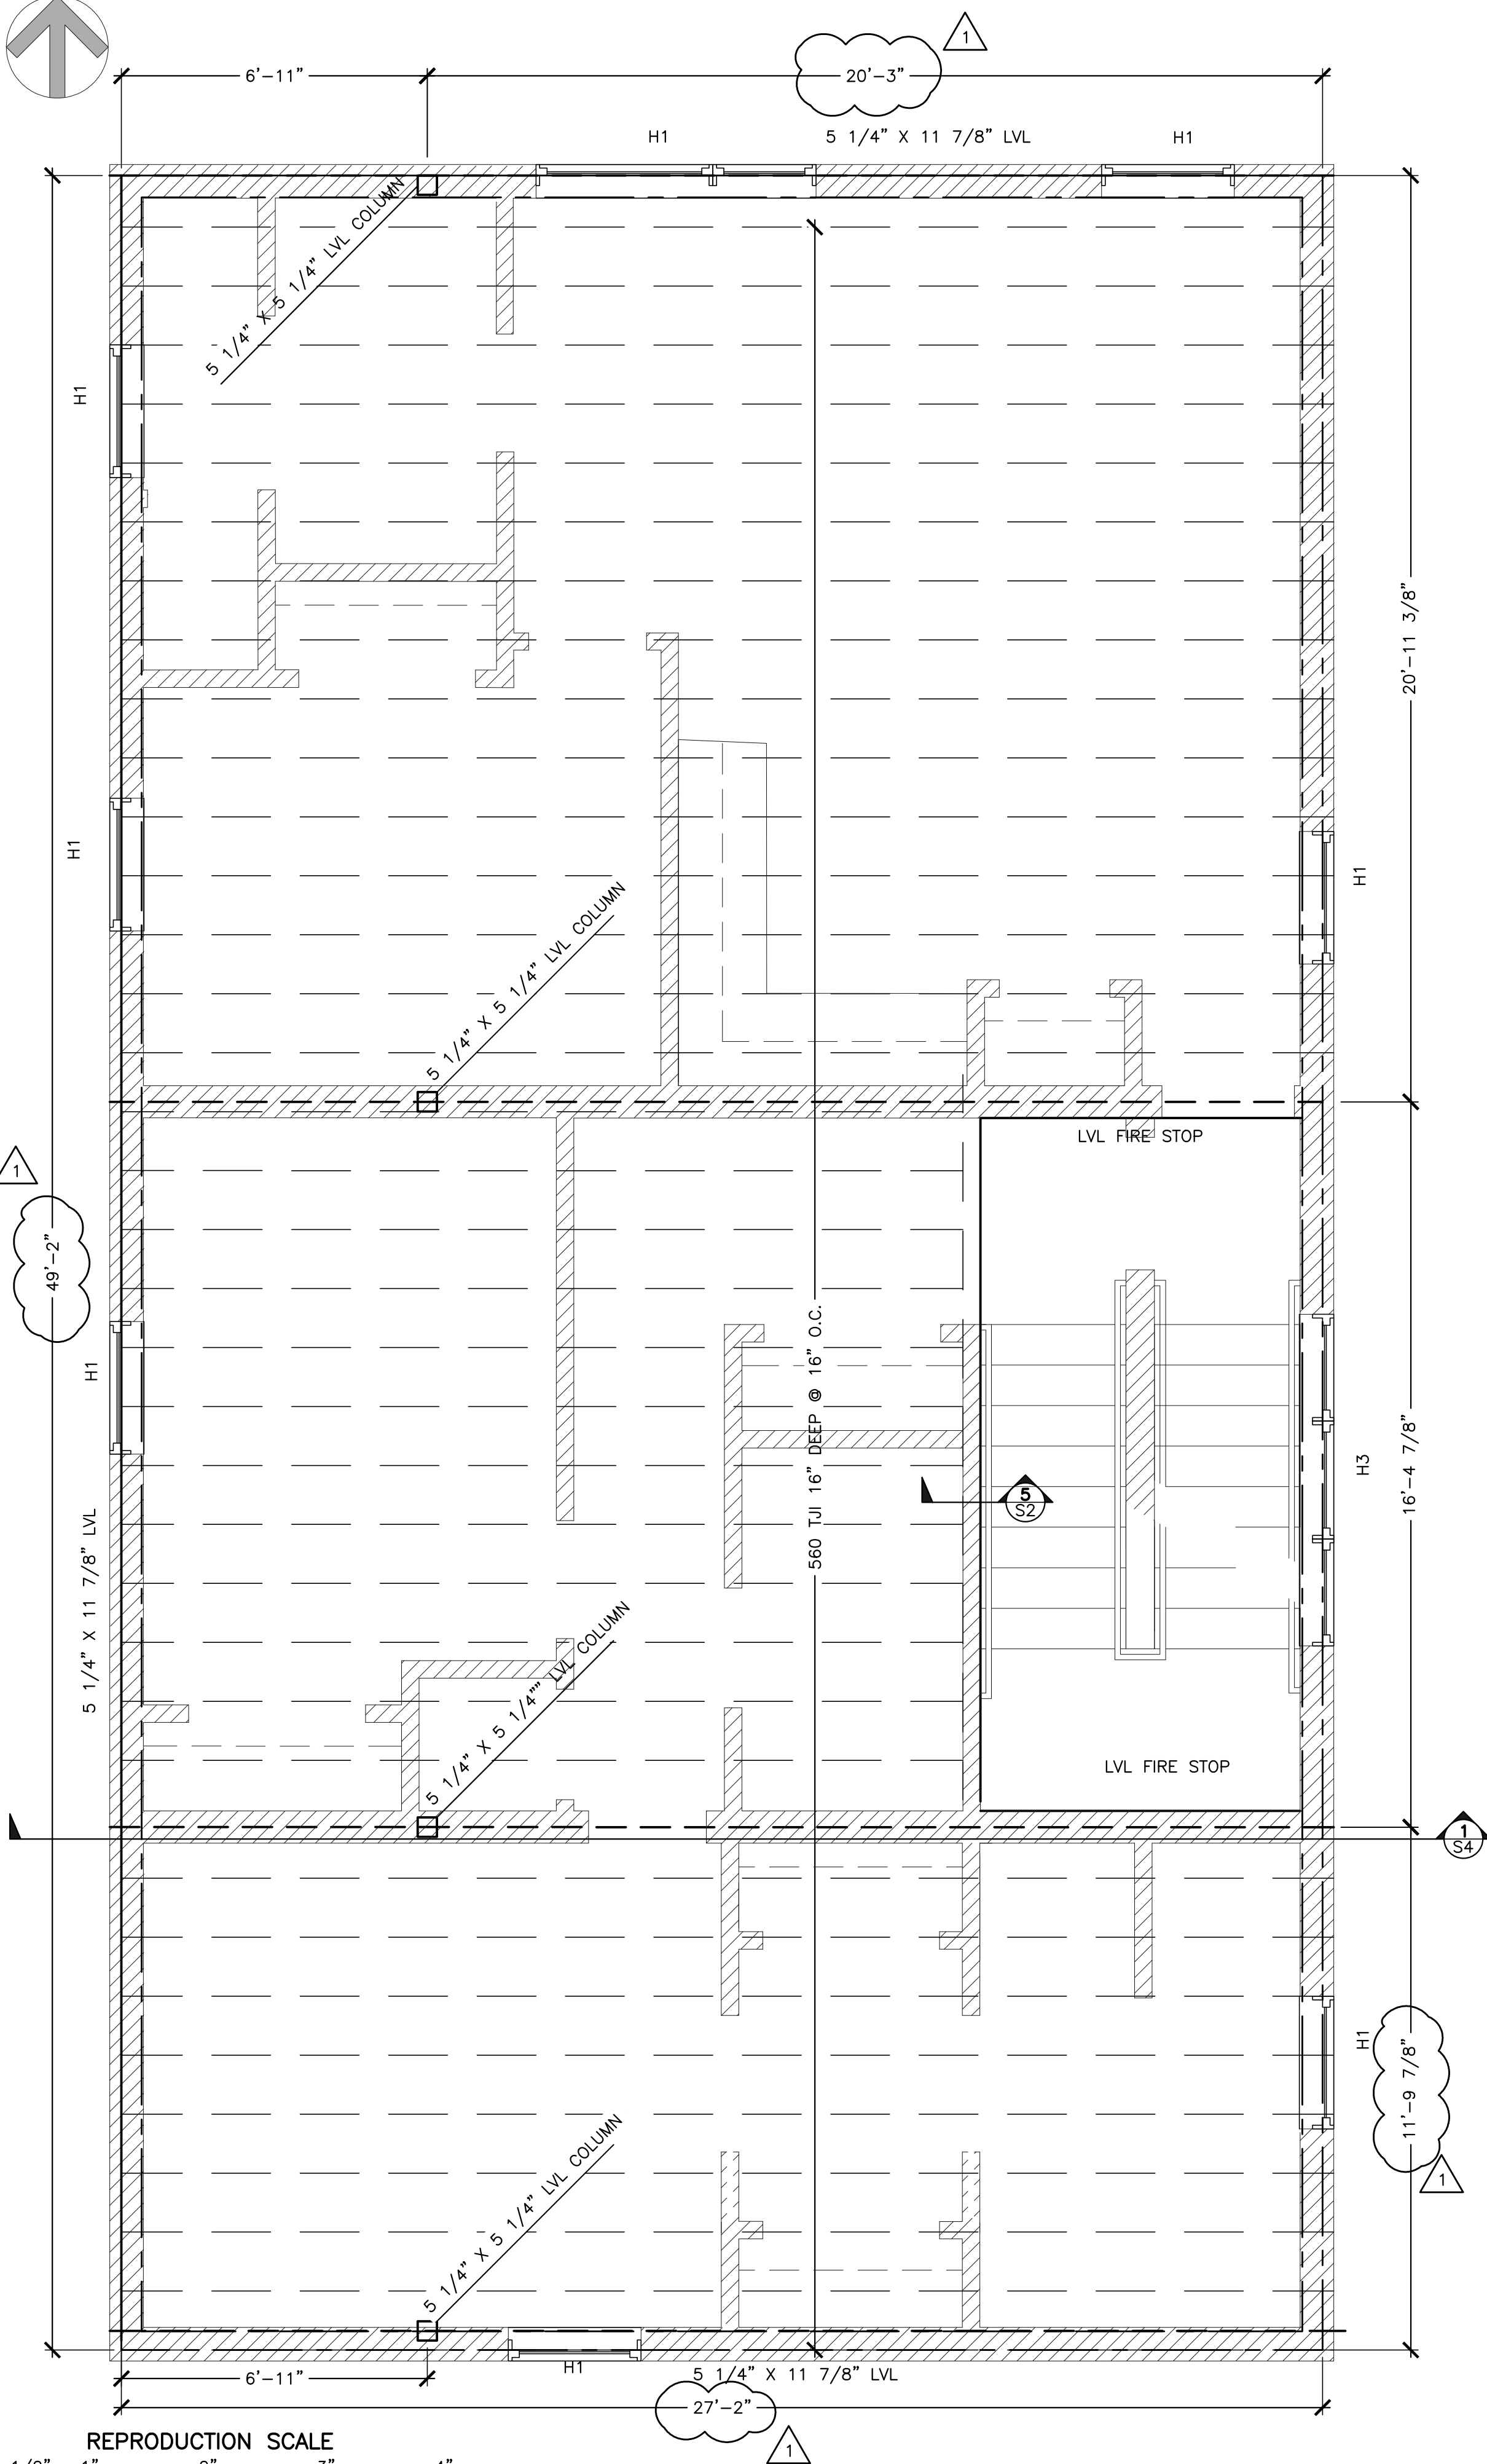 1
6'-11"
20'-3"
H1
5 1/4" X 11 7/8" LVL
H1
5 1/4" X 5 1/4" LVL COLUMN
H1
20'-11 3/8"
H1
H1
5 1/4" X 5 1/4" LVL COLUMN
LVL FIRE STOP
1
49'-2"
H1
560 TJI 16" DEEP @ 16" O.C.
5
S2
H3
16'-4 7/8"
5 1/4" X 11 7/8" LVL
5 1/4" X 5 1/4"" LVL COLUMN
LVL FIRE STOP
1
S4
H1
11'-9 7/8"
1
5 1/4" X 5 1/4" LVL COLUMN
H1
5 1/4" X 11 7/8" LVL
6'-11"
27'-2"
1
REPRODUCTION SCALE